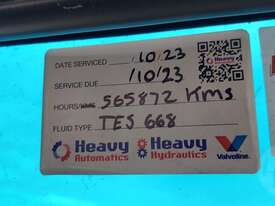 DATE SERVICED /10/23
SERVICE DUE /10/23
HOURS/KMS 565872 KMS
FLUID TYPE TES 668
Heavy Automatics Heavy Hydraulics Valvoline